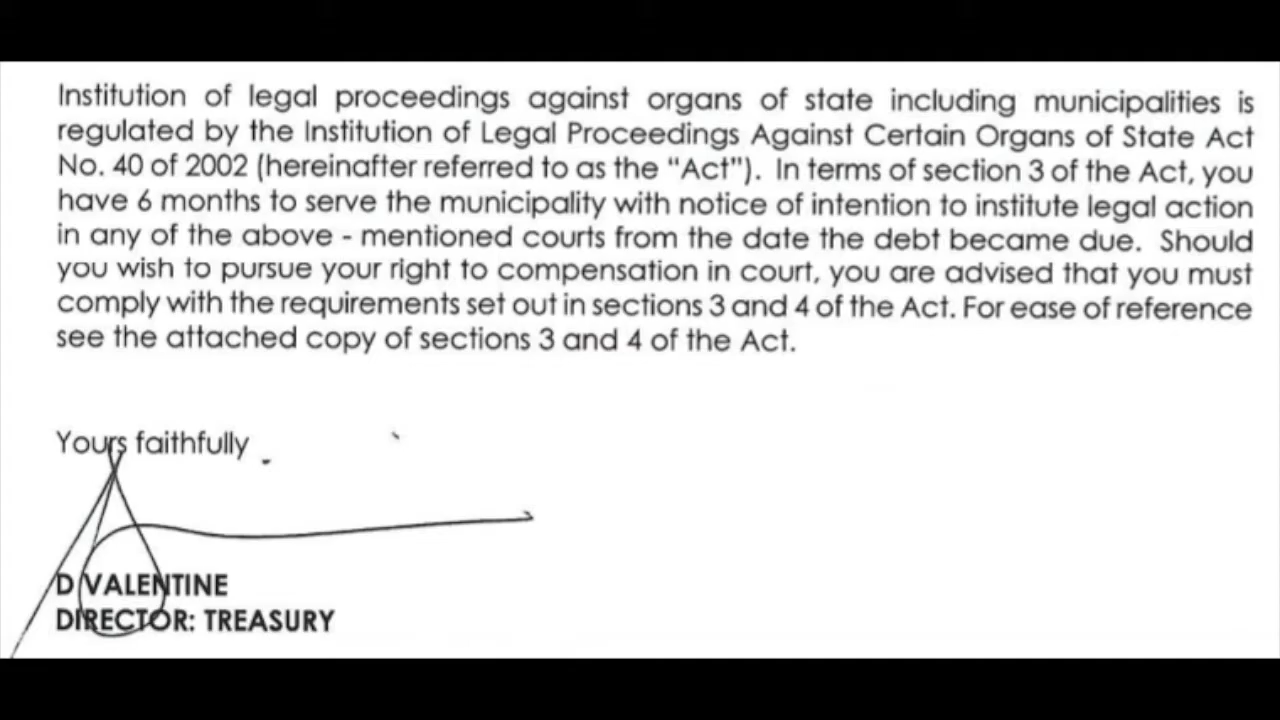 Institution of legal proceedings against organs of state including municipalities is
regulated by the Institution of Legal Proceedings Against Certain Organs of State Act
No. 40 of 2002 (hereinafter referred to as the “Act”). In terms of section 3 of the Act, you
have 6 months to serve the municipality with notice of intention to institute legal action
in any of the above - mentioned courts from the date the debt became due. Should
you wish to pursue your right to compensation in court, you are advised that you must
comply with the requirements set out in sections 3 and 4 of the Act. For ease of reference
see the attached copy of sections 3 and 4 of the Act.
Yours faithfully
D VALENTINE
DIRECTOR: TREASURY